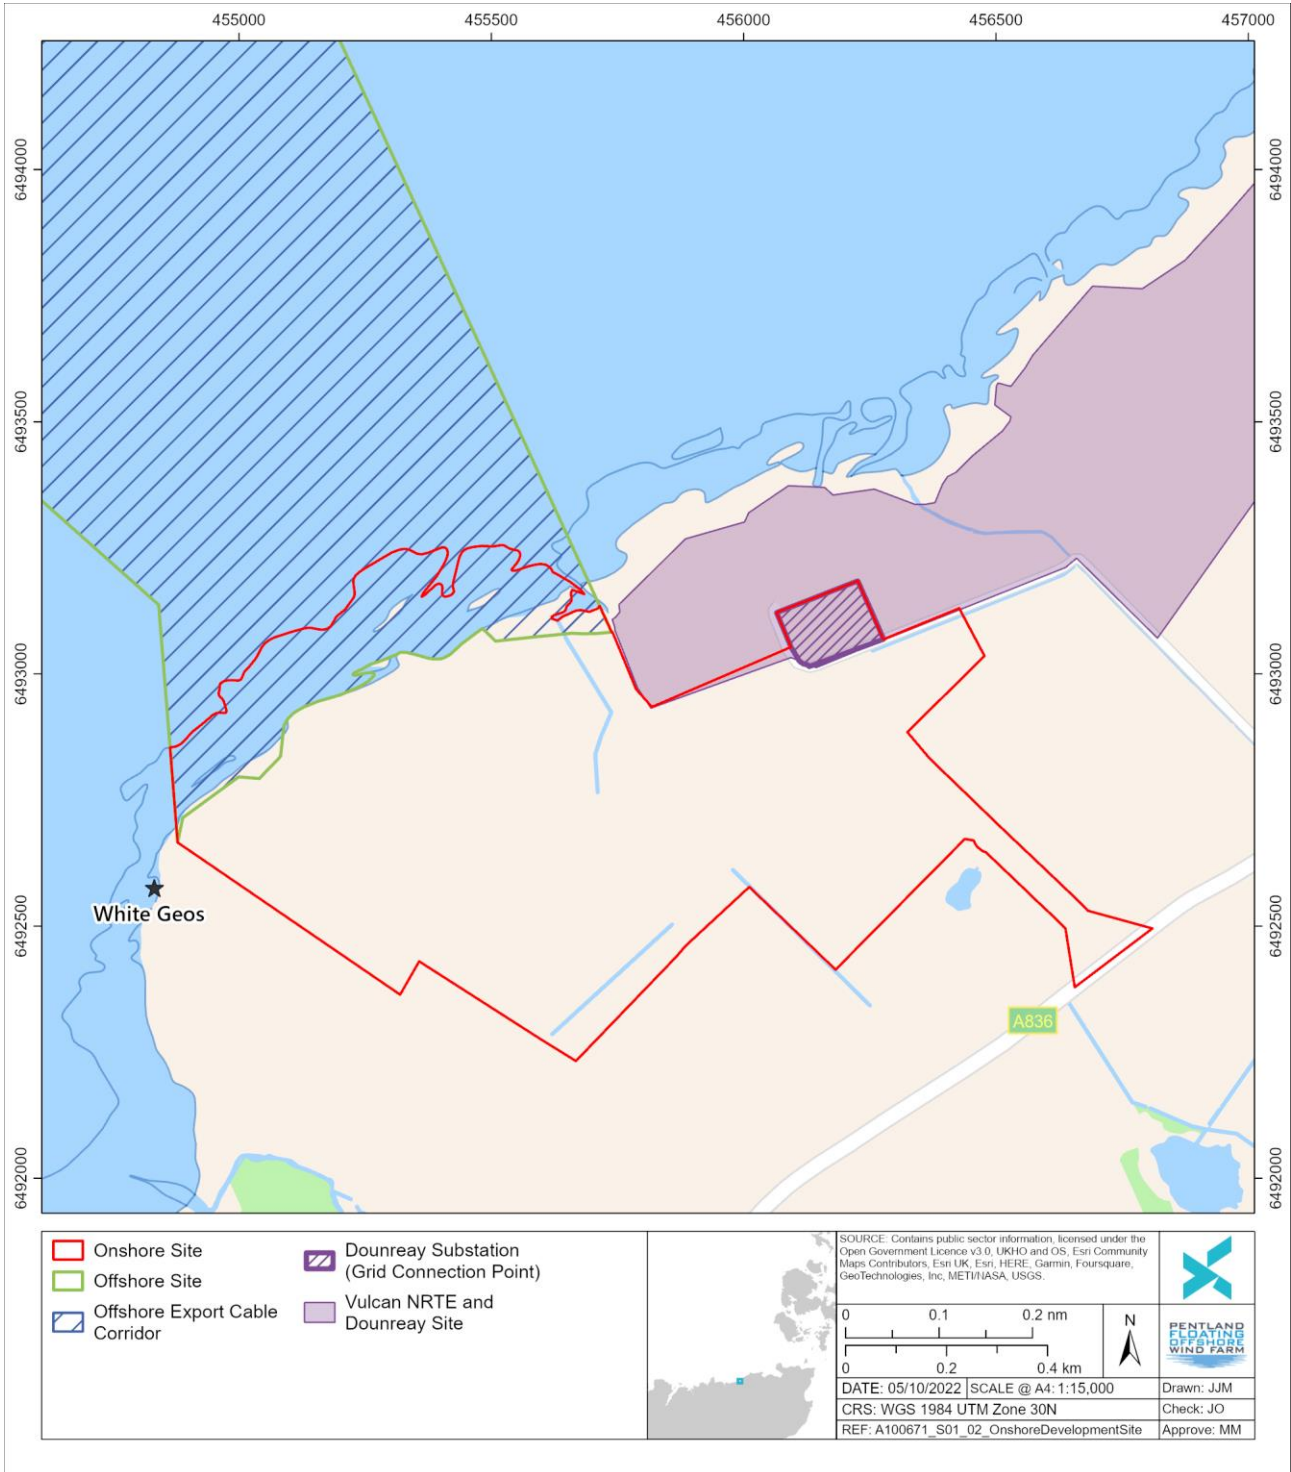 455000
455500
456000
456500
457000
6494000
6494000
6493500
6493500
6493000
6493000
6492500
6492500
6492000
6492000
White Geos
A836
Onshore Site
Offshore Site
Offshore Export Cable
Corridor
Dounreay Substation
(Grid Connection Point)
Vulcan NRTE and
Dounreay Site
SOURCE: Contains public sector information, licensed under the
Open Government Licence v3.0, UKHO and OS, Esri Community
Maps Contributors, Esri UK, Esri, HERE, Garmin, Foursquare,
GeoTechnologies, Inc, METI/NASA, USGS.
0 0.1 0.2 nm
0 0.2 0.4 km
N
PENTLAND
FLOATING
OFFSHORE
WIND FARM
DATE: 05/10/2022 SCALE @ A4: 1:15,000 Drawn: JJM
CRS: WGS 1984 UTM Zone 30N Check: JO
REF: A100671_S01_02_OnshoreDevelopmentSite Approve: MM